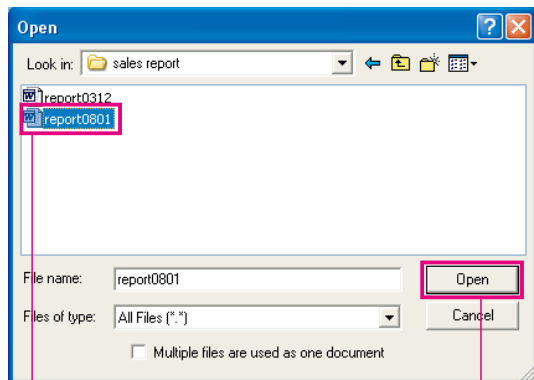 Open
Look in: sales report
report0312
report0801
File name: report0801 Open
Files of type: All Files (*.*) Cancel
Multiple files are used as one document